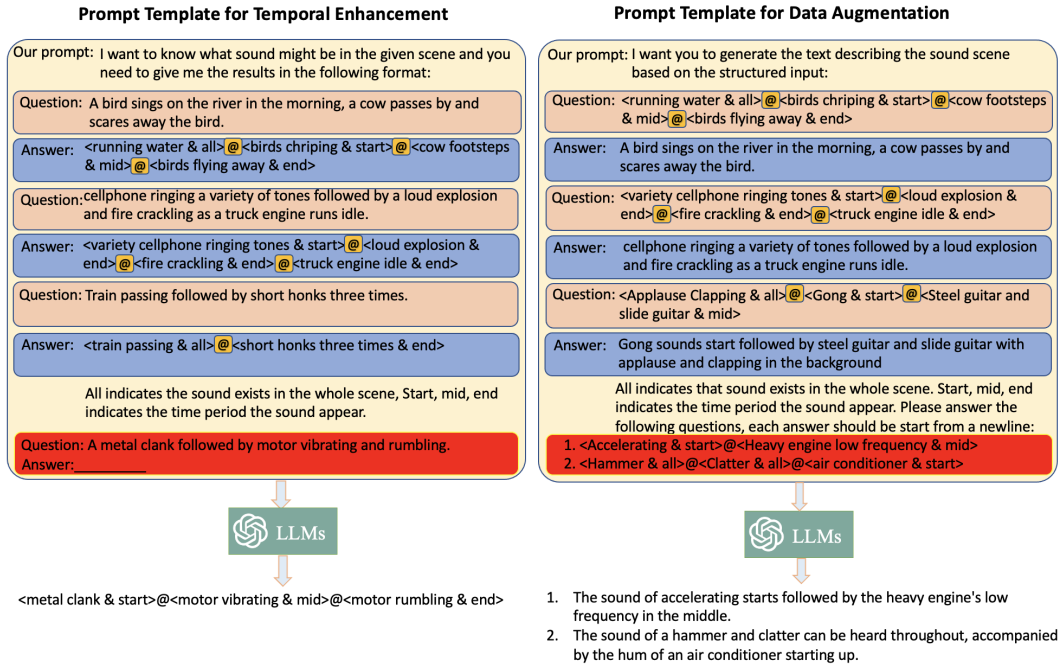 Prompt Template for Temporal Enhancement
Our prompt: I want to know what sound might be in the given scene and you
need to give me the results in the following format:
Question: A bird sings on the river in the morning, a cow passes by and
scares away the bird.
Answer: <running water & all>@<birds chriping & start>@<cow footsteps
& mid>@<birds flying away & end>
Question:cellphone ringing a variety of tones followed by a loud explosion
and fire crackling as a truck engine runs idle.
Answer: <variety cellphone ringing tones & start>@<loud explosion &
end>@<fire crackling & end>@<truck engine idle & end>
Question: Train passing followed by short honks three times.
Answer: <train passing & all>@<short honks three times & end>
All indicates the sound exists in the whole scene, Start, mid, end
indicates the time period the sound appear.
Question: A metal clank followed by motor vibrating and rumbling.
Answer:__________
LLMs
<metal clank & start>@<motor vibrating & mid>@<motor rumbling & end>
Prompt Template for Data Augmentation
Our prompt: I want you to generate the text describing the sound scene
based on the structured input:
Question: <running water & all>@<birds chriping & start>@<cow footsteps
& mid>@<birds flying away & end>
Answer: A bird sings on the river in the morning, a cow passes by and
scares away the bird.
Question: <variety cellphone ringing tones & start>@<loud explosion &
end>@<fire crackling & end>@<truck engine idle & end>
Answer: cellphone ringing a variety of tones followed by a loud explosion
and fire crackling as a truck engine runs idle.
Question: <Applause Clapping & all>@<Gong & start>@<Steel guitar and
slide guitar & mid>
Answer: Gong sounds start followed by steel guitar and slide guitar with
applause and clapping in the background
All indicates that sound exists in the whole scene. Start, mid, end
indicates the time period the sound appear. Please answer the
following questions, each answer should be start from a newline:
1. <Accelerating & start>@<Heavy engine low frequency & mid>
2. <Hammer & all>@<Clatter & all>@<air conditioner & start>
LLMs
1. The sound of accelerating starts followed by the heavy engine's low
frequency in the middle.
2. The sound of a hammer and clatter can be heard throughout, accompanied
by the hum of an air conditioner starting up.